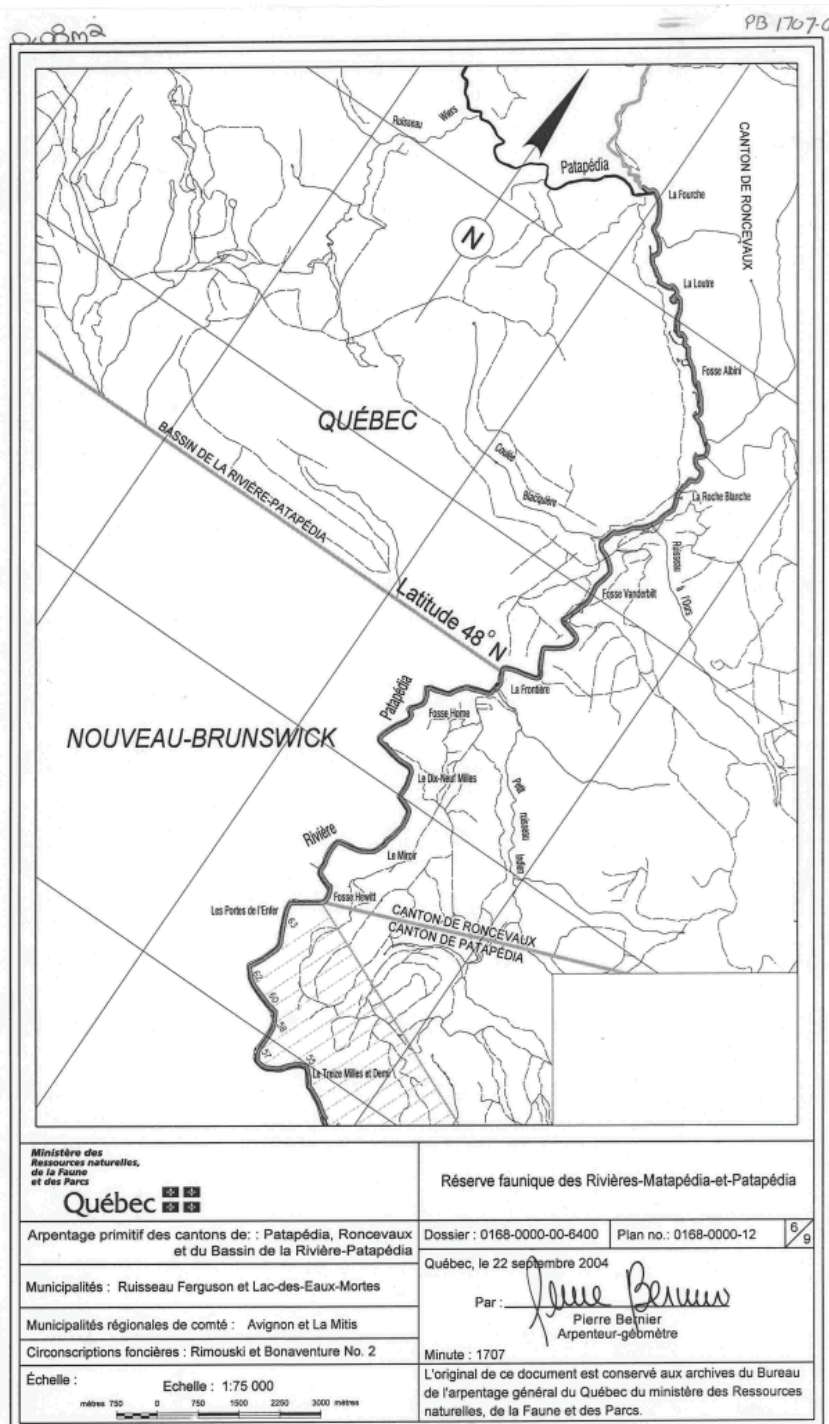 0,08m2
PB 1707-0
Ruisseau Wiers
Patapédia
CANTON DE RONCEVAUX
La Fourche
N
La Loutre
Fosse Albini
QUÉBEC
BASSIN DE LA RIVIÈRE-PATAPÉDIA
Coulée Blacquière
La Roche Blanche
Ruisseau à l'Ours
Fosse Vanderbilt
Latitude 48° N
La Frontière
Patapédia
Fosse Home
NOUVEAU-BRUNSWICK
Le Dix-Neuf Milles
Petit ruisseau Indien
Rivière
Le Miroir
Fosse Hewitt
Les Portes de l'Enfer
CANTON DE RONCEVAUX
CANTON DE PATAPÉDIA
63
62
60
58
57
55
Le Treize Milles et Demi
Ministère des
Ressources naturelles,
de la Faune
et des Parcs
Québec
Réserve faunique des Rivières-Matapédia-et-Patapédia
Arpentage primitif des cantons de: : Patapédia, Roncevaux
et du Bassin de la Rivière-Patapédia
Dossier : 0168-0000-00-6400
Plan no.: 0168-0000-12
6/9
Municipalités : Ruisseau Ferguson et Lac-des-Eaux-Mortes
Québec, le 22 septembre 2004
Par : Pierre Bernier
Pierre Bernier
Arpenteur-géomètre
Municipalités régionales de comté : Avignon et La Mitis
Circonscriptions foncières : Rimouski et Bonaventure No. 2
Minute : 1707
Échelle :
Echelle : 1:75 000
mètres 750 0 750 1500 2250 3000 mètres
L'original de ce document est conservé aux archives du Bureau
de l'arpentage général du Québec du ministère des Ressources
naturelles, de la Faune et des Parcs.